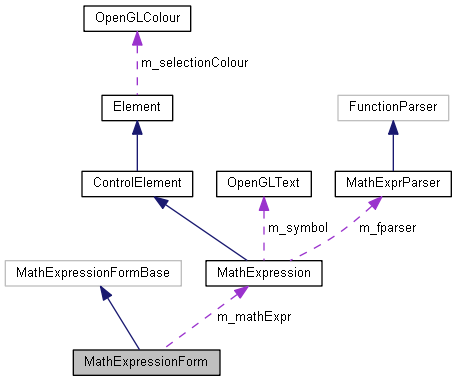 OpenGLColour
m_selectionColour
Element
FunctionParser
ControlElement
OpenGLText
MathExprParser
m_symbol
m_fparser
MathExpressionFormBase
MathExpression
m_mathExpr
MathExpressionForm